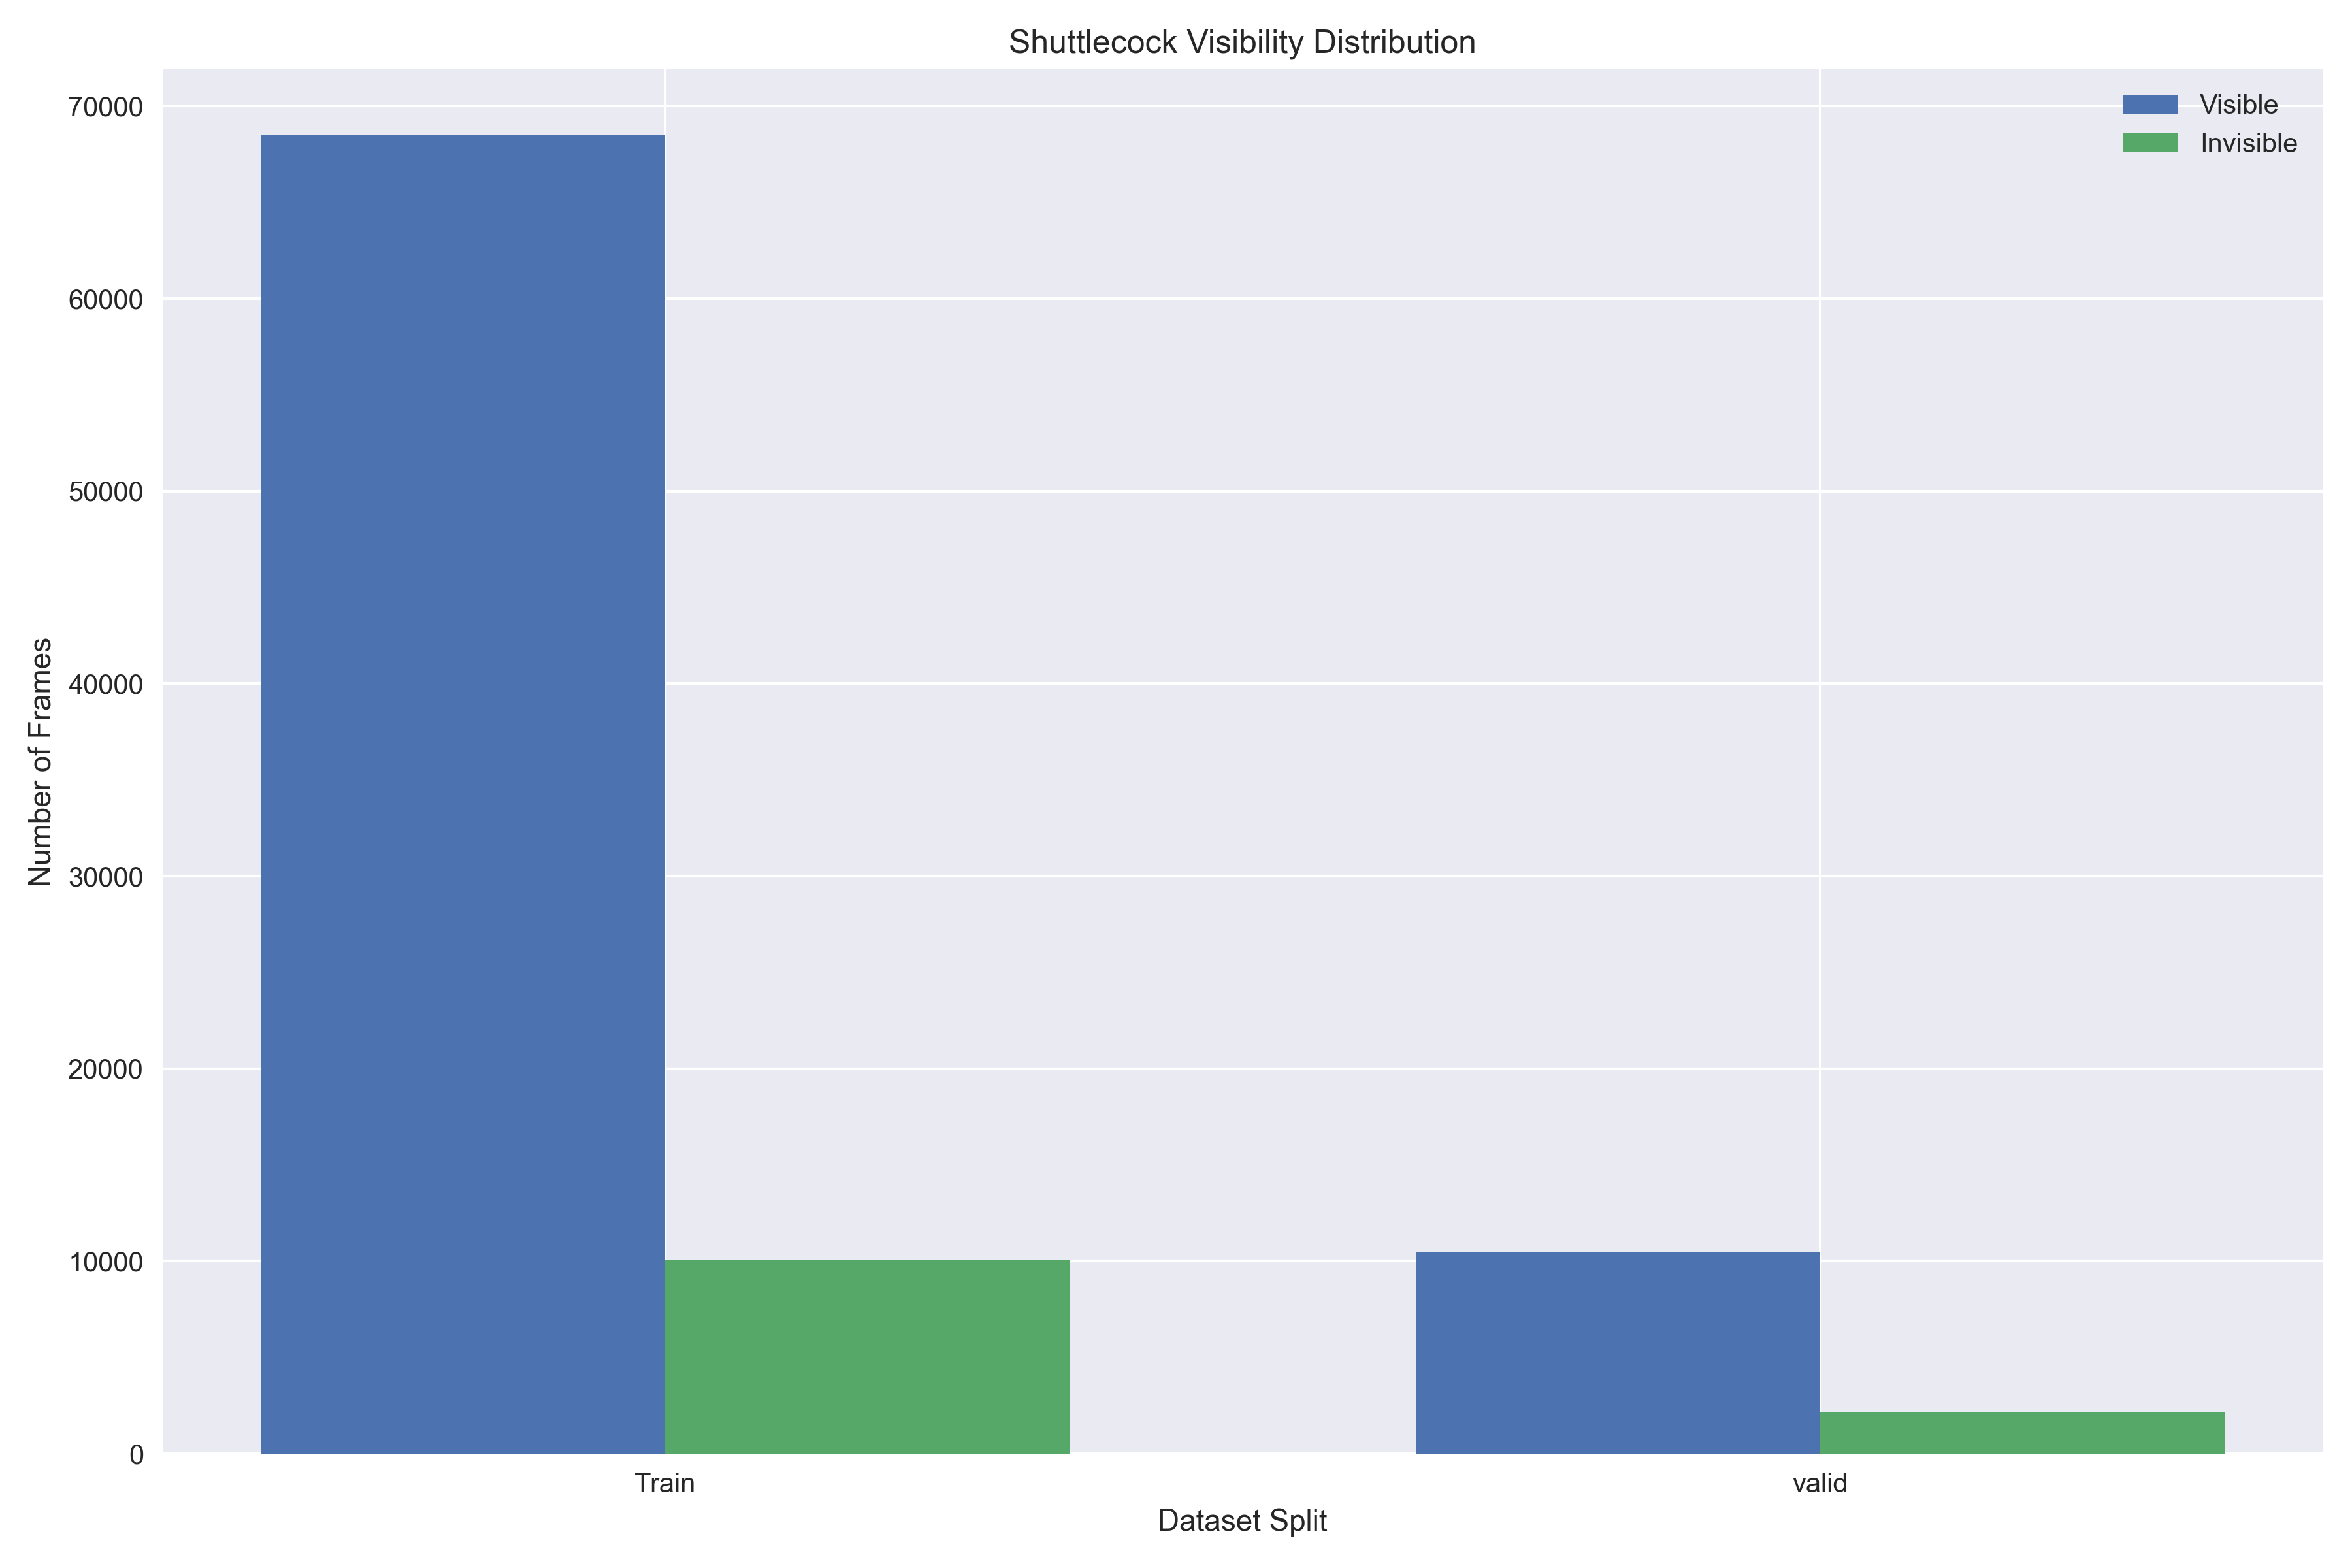 Shuttlecock Visibility Distribution
Visible
Invisible
70000
60000
50000
40000
30000
20000
10000
0
Number of Frames
Train
valid
Dataset Split